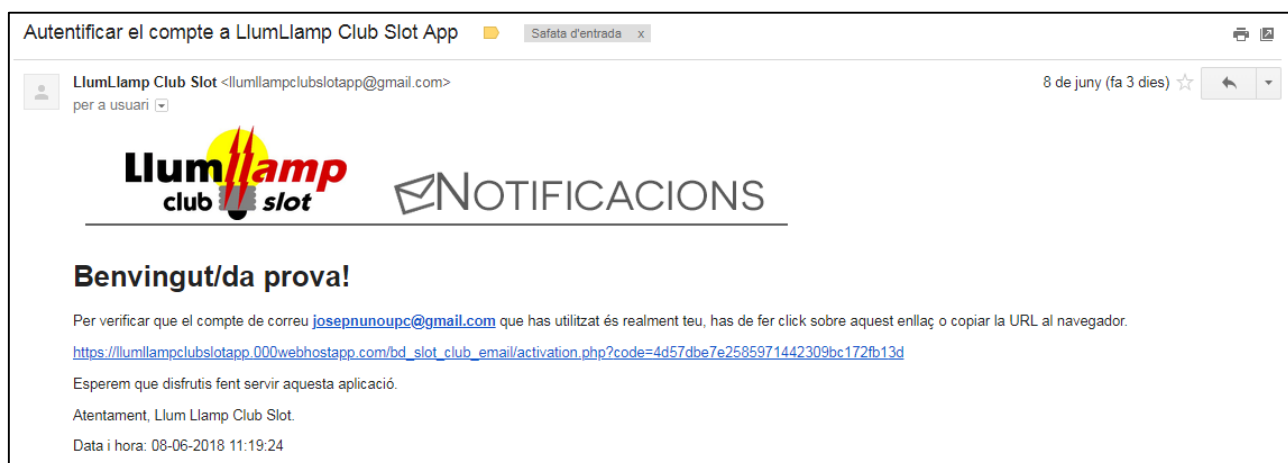 Autentificar el compte a LlumLlamp Club Slot App Safata d'entrada x
LlumLlamp Club Slot <llumllampclubslotapp@gmail.com> 8 de juny (fa 3 dies)
per a usuari
Llumllamp
club slot
NOTIFICACIONS
Benvingut/da prova!
Per verificar que el compte de correu josepnunoupc@gmail.com que has utilitzat és realment teu, has de fer click sobre aquest enllaç o copiar la URL al navegador.
https://llumllampclubslotapp.000webhostapp.com/bd_slot_club_email/activation.php?code=4d57dbe7e2585971442309bc172fb13d
Esperem que disfrutis fent servir aquesta aplicació.
Atentament, Llum Llamp Club Slot.
Data i hora: 08-06-2018 11:19:24